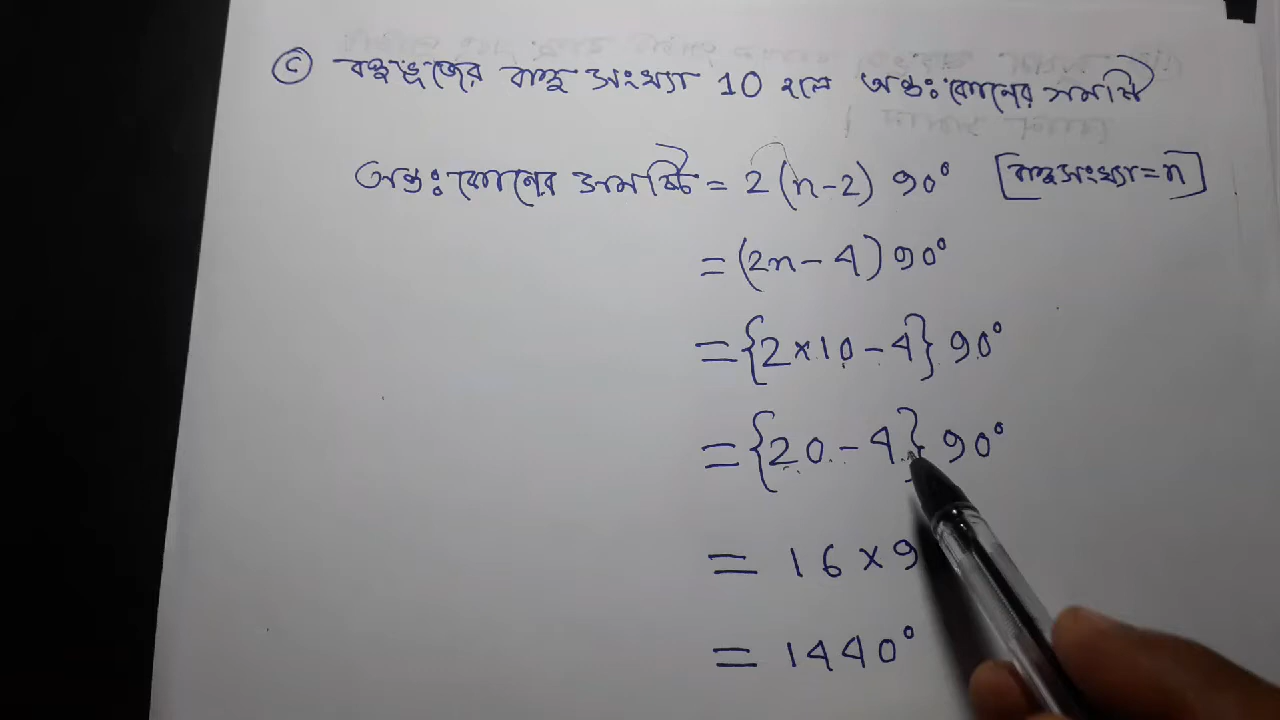 ⓒ বহুভুজের বাহু সংখ্যা 10 হলে অন্তঃকোনের সমষ্টি
অন্তঃকোনের সমষ্টি = 2(n-2) 90° [বাহুসংখ্যা = n]
= (2n - 4) 90°
= {2×10 - 4} 90°
= {20 - 4} 90°
= 16 × 9
= 1440°